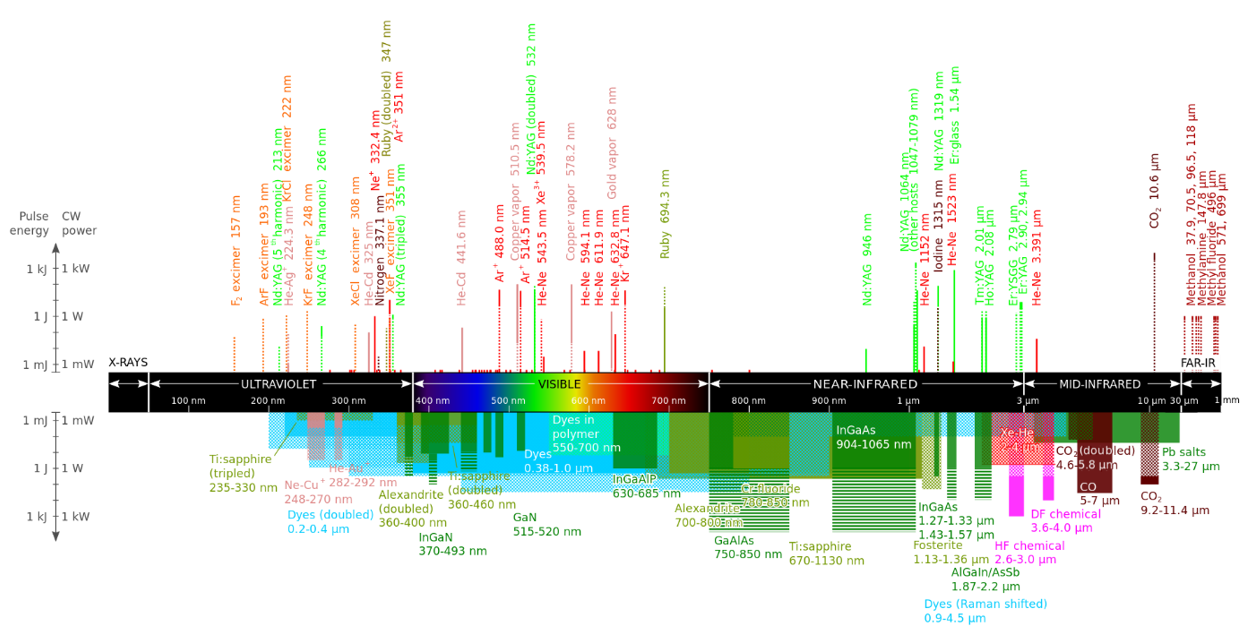 F₂ excimer 157 nm
ArF excimer 193 nm
Nd:YAG (5ᵗʰ harmonic) 213 nm
He-Ag⁺ 224.3 nm
KrCl excimer 222 nm
KrF excimer 248 nm
Nd:YAG (4ᵗʰ harmonic) 266 nm
XeCl excimer 308 nm
He-Cd 325 nm
Nitrogen 337.1 nm
Ne⁺ 332.4 nm
Ruby (doubled) 347 nm
XeF excimer 351 nm
Ar²⁺ 351 nm
Nd:YAG (tripled) 355 nm
He-Cd 441.6 nm
Ar⁺ 488.0 nm
Copper vapor 510.5 nm
Ar⁺ 514.5 nm
Nd:YAG (doubled) 532 nm
Xe³⁺ 539.5 nm
He-Ne 543.5 nm
Copper vapor 578.2 nm
He-Ne 594.1 nm
He-Ne 611.9 nm
Gold vapor 628 nm
He-Ne 632.8 nm
Kr⁺ 647.1 nm
Ruby 694.3 nm
Nd:YAG 946 nm
Nd:YAG 1064 nm
(other hosts 1047-1079 nm)
He-Ne 1152 nm
Iodine 1315 nm
Nd:YAG 1319 nm
He-Ne 1523 nm
Er:glass 1.54 µm
Tm:YAG 2.01 µm
Ho:YAG 2.08 µm
Er:YSGG 2.79 µm
Er:YAG 2.90, 2.94 µm
He-Ne 3.391 µm
CO₂ 10.6 µm
Methanol 37.9, 70.5, 96.5, 118 µm
Methylamine 147.8 µm
Methyl fluoride 496 µm
Methanol 571, 699 µm
Pulse CW
energy power
1 kJ 1 kW
1 J 1 W
1 mJ 1 mW
X-RAYS FAR-IR
ULTRAVIOLET VISIBLE NEAR-INFRARED MID-INFRARED
100 nm 200 nm 300 nm 400 nm 500 nm 600 nm 700 nm 900 nm 1 µm 3 µm 10 µm 30 µm 1 mm
1 mJ 1 mW
1 J 1 W
1 kJ 1 kW
Ti:sapphire
(tripled)
235-330 nm
Ne-Cu⁺
248-270 nm
He-Au⁺
282-292 nm
Dyes (doubled)
0.2-0.4 µm
Alexandrite
(doubled)
360-400 nm
InGaN
370-493 nm
Ti:sapphire
(doubled)
360-460 nm
GaN
515-520 nm
Dyes
0.38-1.0 µm
Dyes in
polymer
550-700 nm
InGaAlP
630-685 nm
Alexandrite
700-800 nm
GaAlAs
750-850 nm
Cr fluoride
780-850 nm
Ti:sapphire
670-1130 nm
InGaAs
904-1065 nm
InGaAs
1.27-1.33 µm
1.43-1.57 µm
Fosterite
1.13-1.36 µm
AlGaIn/AsSb
1.87-2.2 µm
Dyes (Raman shifted)
0.9-4.5 µm
Xe-He
2-4 µm
HF chemical
2.6-3.0 µm
DF chemical
3.6-4.0 µm
CO₂ (doubled)
4.6-5.8 µm
CO
5-7 µm
CO₂
9.2-11.4 µm
Pb salts
3.3-27 µm